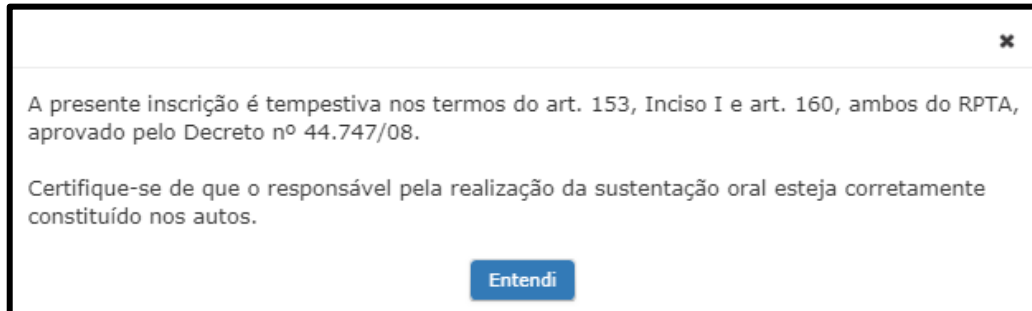 A presente inscrição é tempestiva nos termos do art. 153, Inciso I e art. 160, ambos do RPTA,
aprovado pelo Decreto nº 44.747/08.
Certifique-se de que o responsável pela realização da sustentação oral esteja corretamente
constituído nos autos.
Entendi